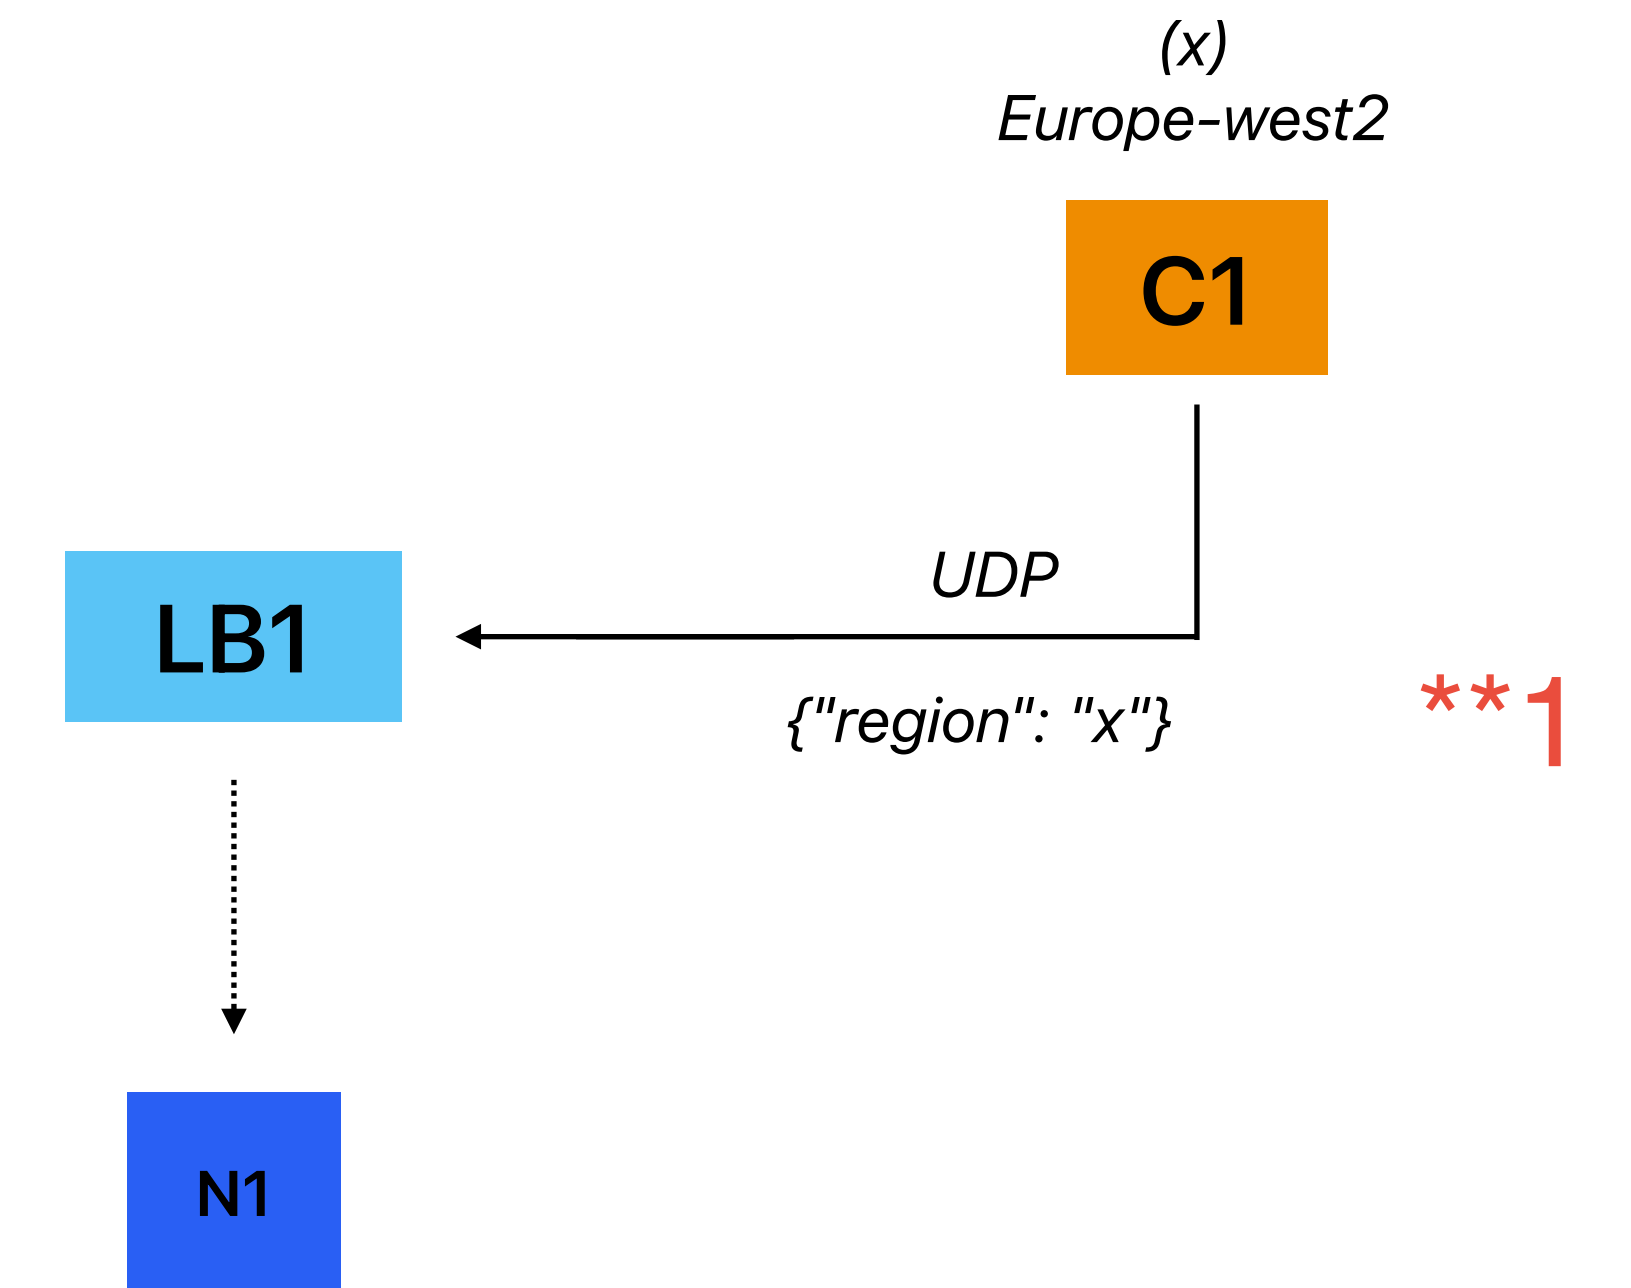 (x)
Europe-west2
C1
UDP
LB1
{"region": "x"}
**1
N1